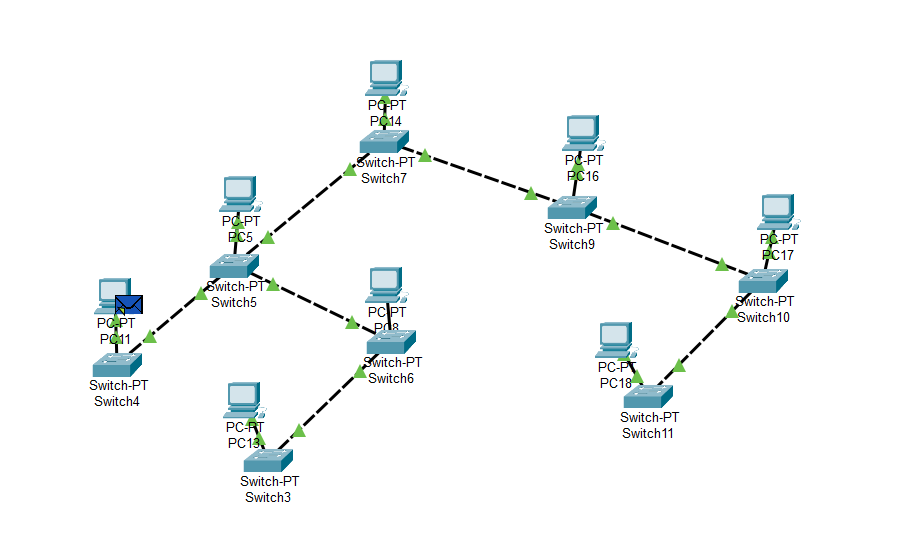 PC-PT
PC14
Switch-PT
Switch7
PC-PT
PC16
Switch-PT
Switch9
PC-PT
PC5
Switch-PT
Switch5
PC-PT
PC17
Switch-PT
Switch10
PC-PT
PC11
Switch-PT
Switch4
PC-PT
PC8
Switch-PT
Switch6
PC-PT
PC18
Switch-PT
Switch11
PC-PT
PC13
Switch-PT
Switch3